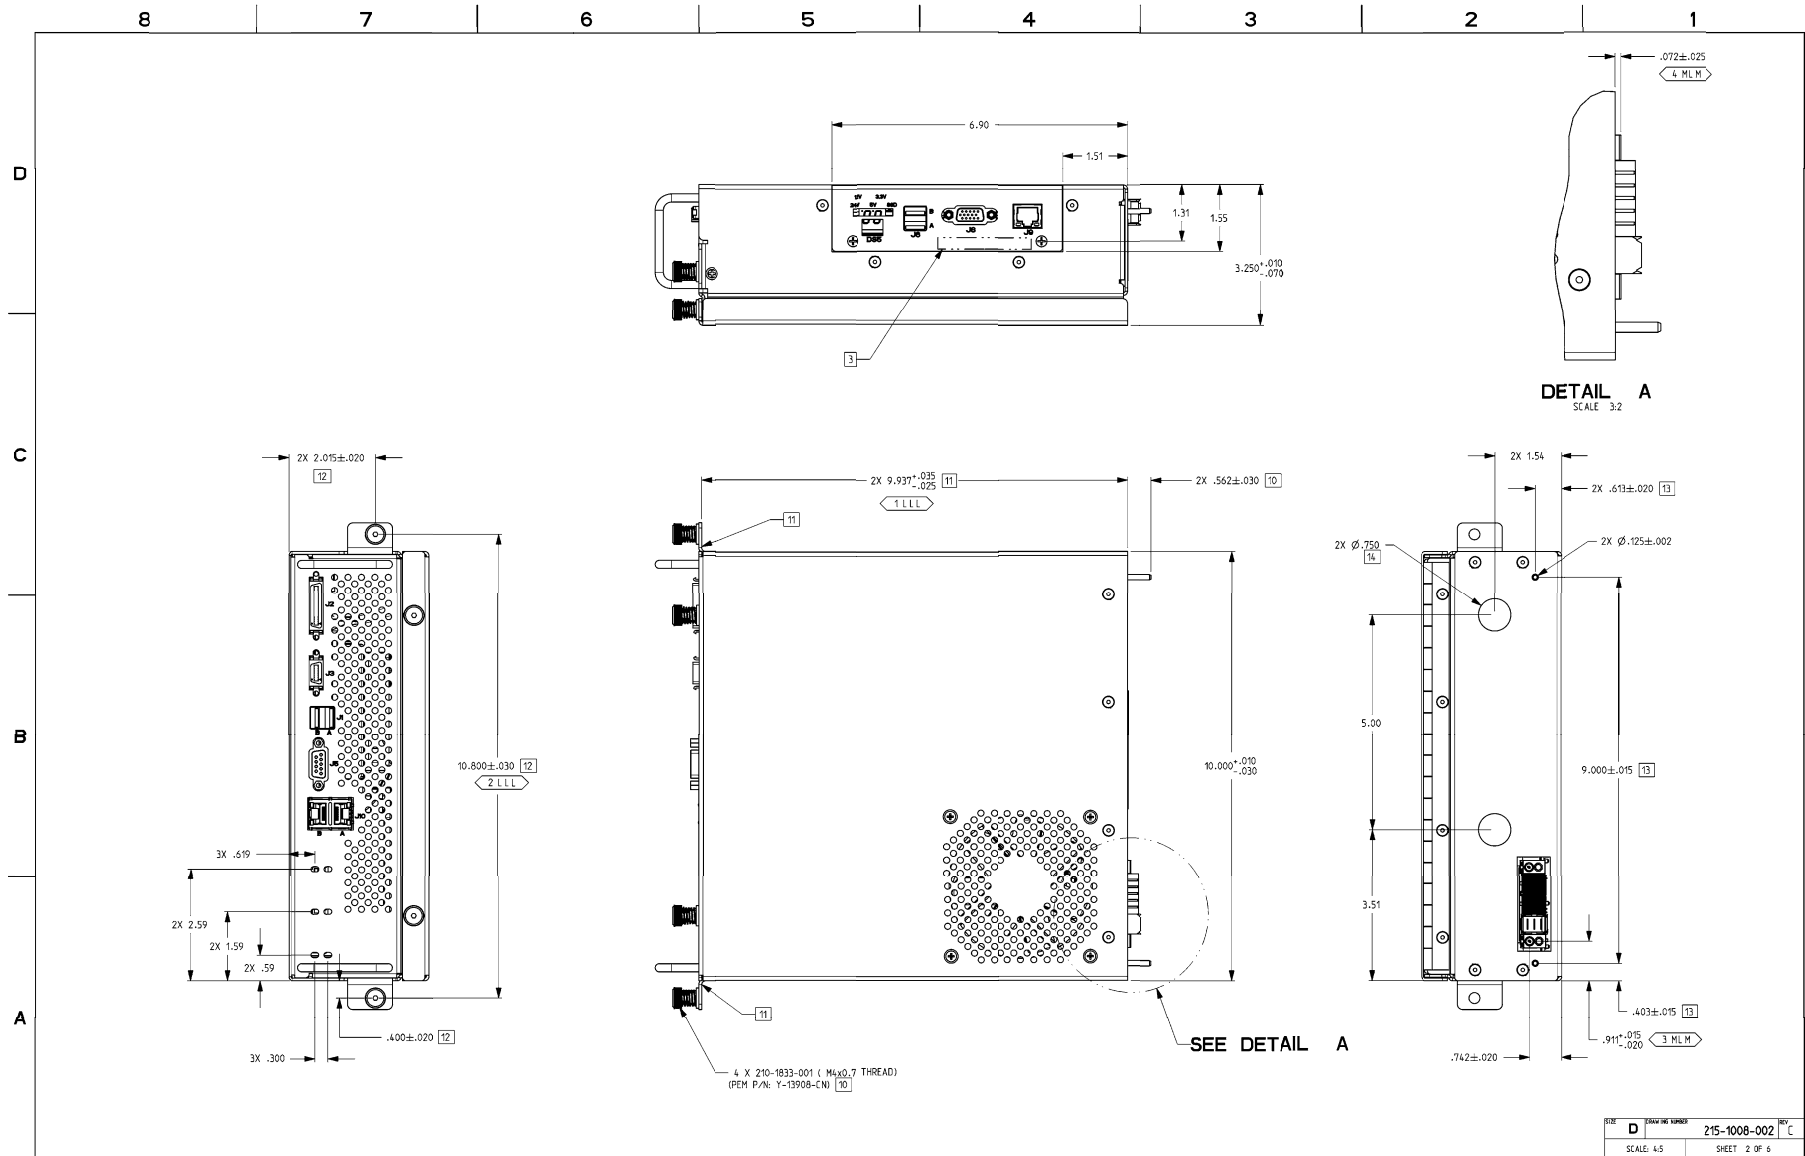 8 7 6 5 4 3 2 1
D
C
B
A
.072±.025
4 MLM
6.90
1.51
12V 3.3V
24V 5V SSD
DS5
B
A
J6
J8
J9
1.31
1.55
3.250 +.010 -.070
3
DETAIL A
SCALE 3:2
2X 2.015±.020
12
2X 9.937 +.035 -.025 11
1 LLL
2X .562±.030 10
2X 1.54
2X .613±.020 13
11
2X Ø.750
14
2X Ø.125±.002
J2
J3
J1
B A
J5
J10
B A
10.800±.030 12
2 LLL
5.00
10.000 +.010 -.030
9.000±.015 13
3X .619
2X 2.59
2X 1.59
2X .59
3.51
11
.400±.020 12
3X .300
4 X 210-1833-001 ( M4x0.7 THREAD)
(PEM P/N: Y-13908-CN) 10
SEE DETAIL A
.403±.015 13
.911 +.015 -.020 3 MLM
.742±.020
SIZE D DRAWING NUMBER 215-1008-002 REV C
SCALE: 4:5 SHEET 2 OF 6